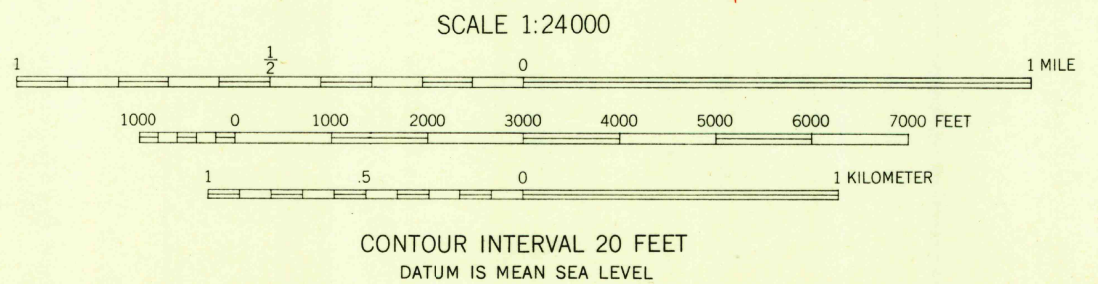 SCALE 1:24000
1 1/2 0 1 MILE
1000 0 1000 2000 3000 4000 5000 6000 7000 FEET
1 .5 0 1 KILOMETER
CONTOUR INTERVAL 20 FEET
DATUM IS MEAN SEA LEVEL